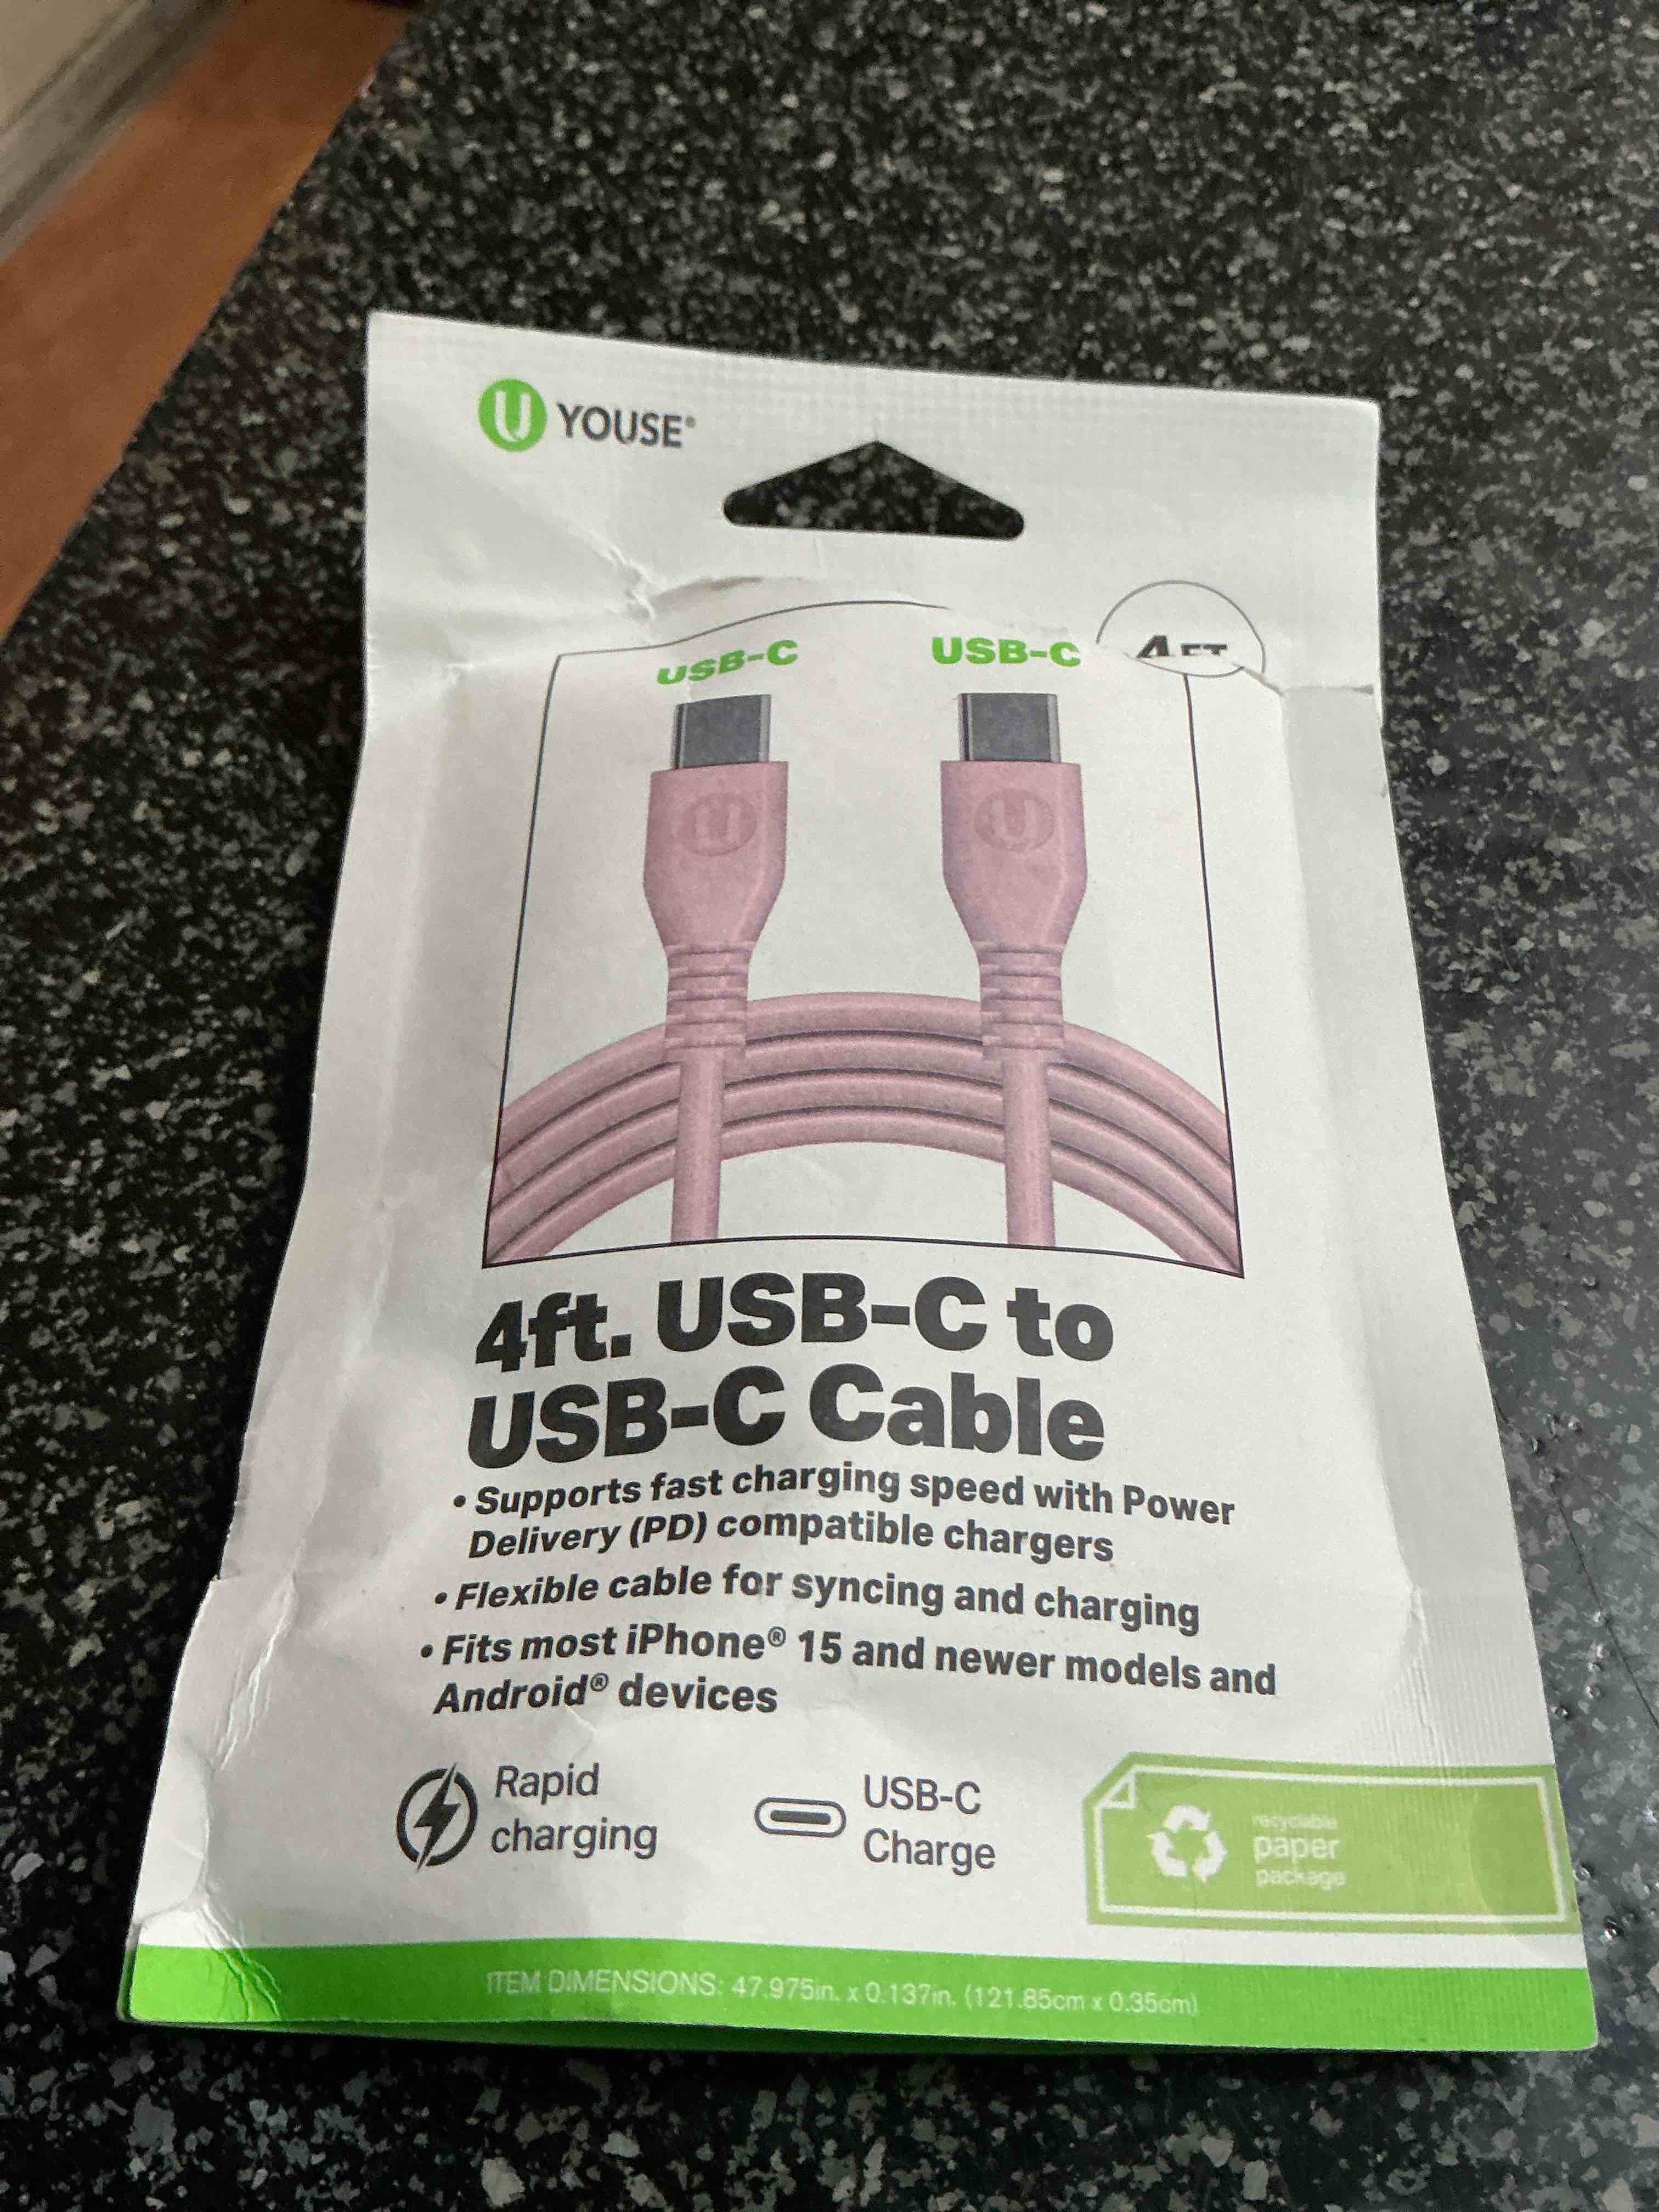 U YOUSE®
USB-C
USB-C
4 FT
4ft. USB-C to
USB-C Cable
• Supports fast charging speed with Power
Delivery (PD) compatible chargers
• Flexible cable for syncing and charging
• Fits most iPhone® 15 and newer models and
Android® devices
Rapid
charging
USB-C
Charge
recyclable
paper
package
ITEM DIMENSIONS: 47.975in. x 0.137in. (121.85cm x 0.35cm)